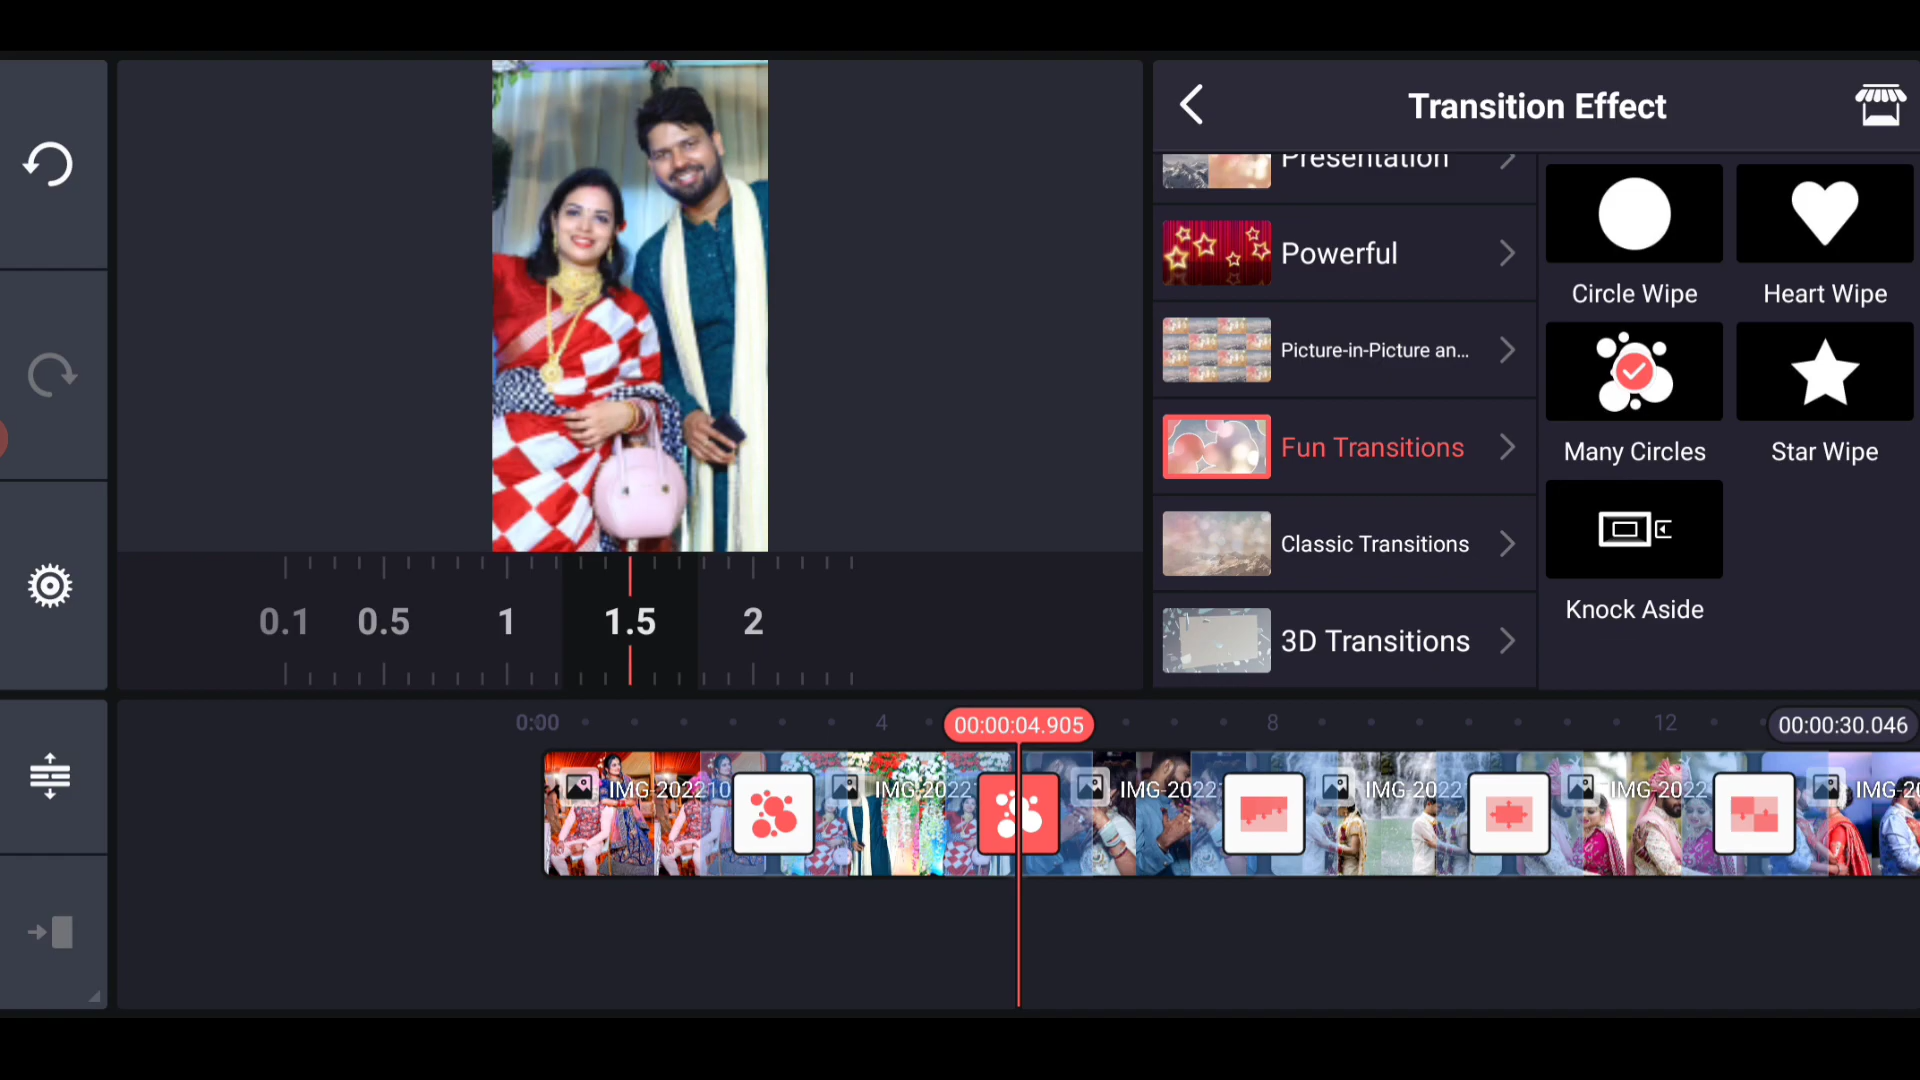 Transition Effect
Presentation
Powerful
Picture-in-Picture an...
Fun Transitions
Classic Transitions
3D Transitions
Circle Wipe
Heart Wipe
Many Circles
Star Wipe
Knock Aside
0.1 0.5 1 1.5 2
0:00 4 00:00:04.905 8 12 00:00:30.046
IMG-202210 IMG-2022 IMG-2022 IMG-2022 IMG-2022 IMG-20